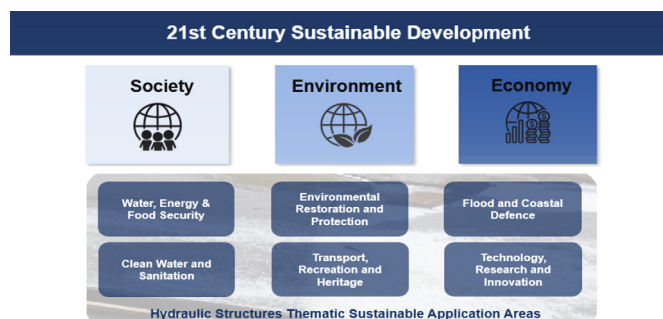 21st Century Sustainable Development
Society
Environment
Economy
Water, Energy &
Food Security
Environmental
Restoration and
Protection
Flood and Coastal
Defence
Clean Water and
Sanitation
Transport,
Recreation and
Heritage
Technology,
Research and
Innovation
Hydraulic Structures Thematic Sustainable Application Areas